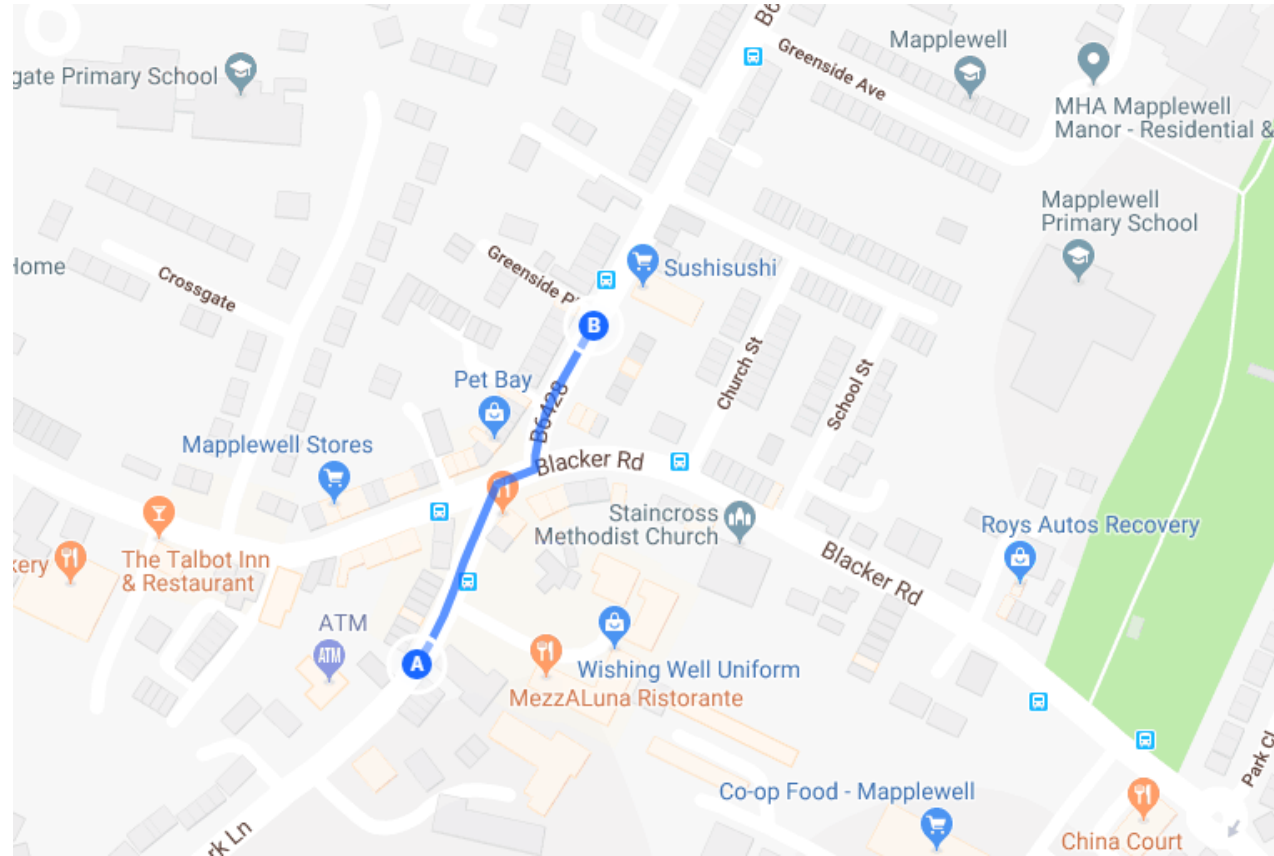 B6
Greenside Ave
Mapplewell
gate Primary School
MHA Mapplewell
Manor - Residential &
Mapplewell
Primary School
Home
Crossgate
Greenside Pl
Sushisushi
B
Church St
School St
Pet Bay
B6428
Mapplewell Stores
Blacker Rd
Staincross
Methodist Church
Roys Autos Recovery
kery
The Talbot Inn
& Restaurant
Blacker Rd
ATM
ATM
A
Wishing Well Uniform
MezzALuna Ristorante
Park Cl
Co-op Food - Mapplewell
rk Ln
China Court